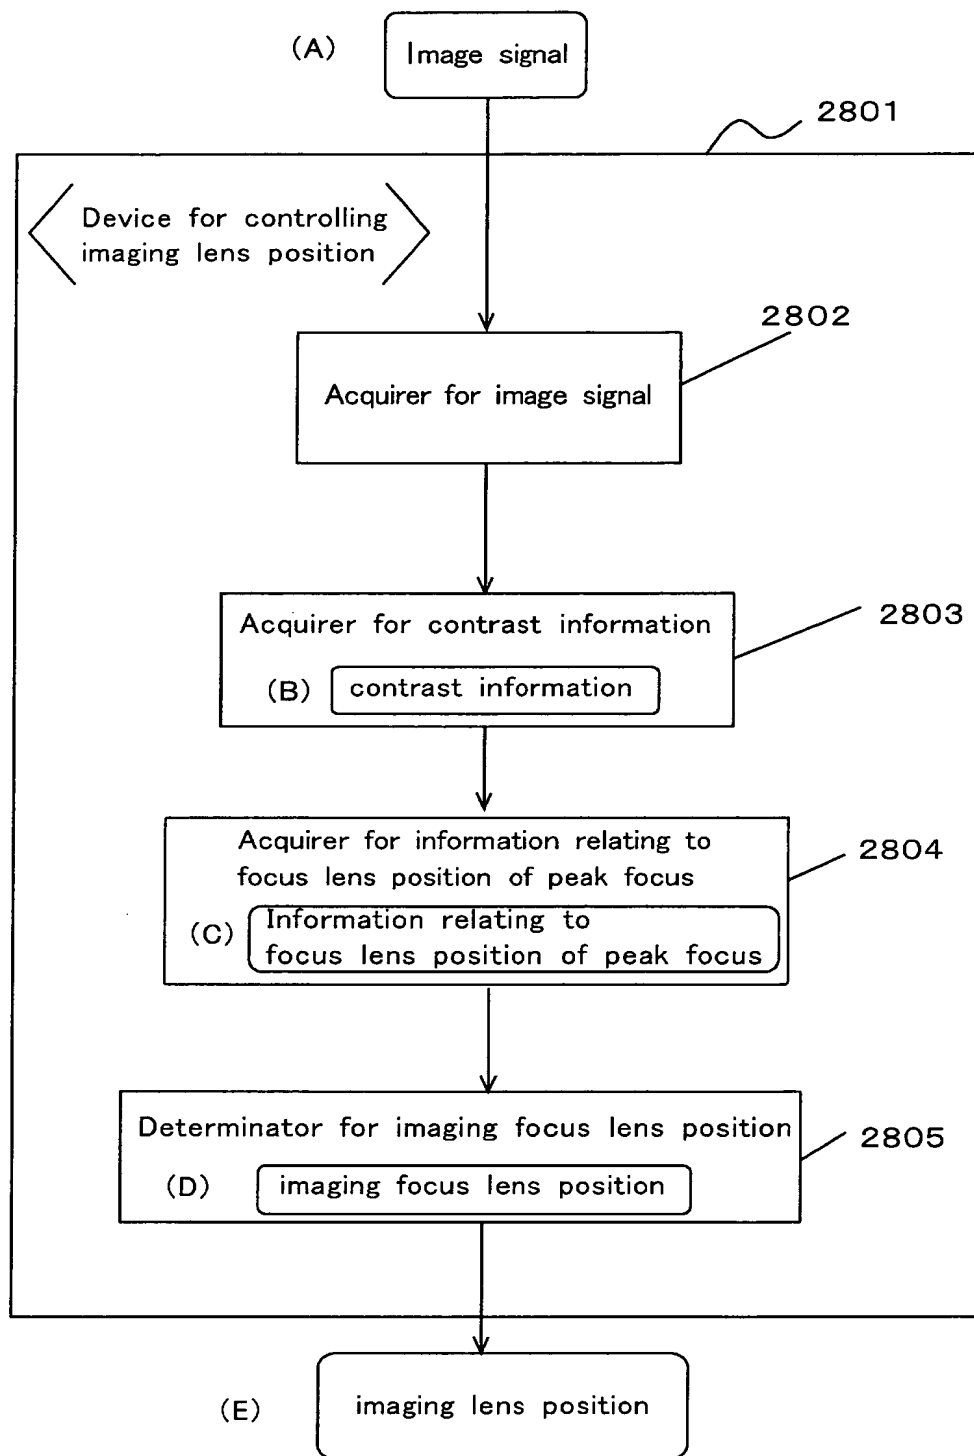 (A)
Image signal
2801
Device for controlling
imaging lens position
2802
Acquirer for image signal
2803
Acquirer for contrast information
(B)
contrast information
2804
Acquirer for information relating to
focus lens position of peak focus
(C)
Information relating to
focus lens position of peak focus
Determinator for imaging focus lens position
2805
(D)
imaging focus lens position
(E)
imaging lens position